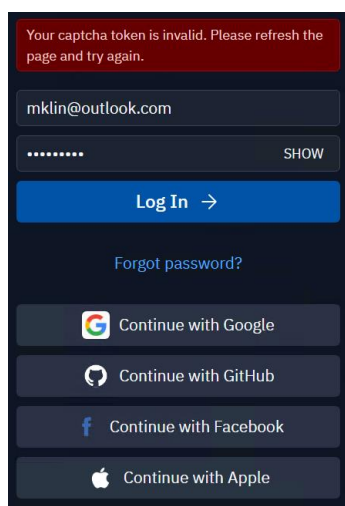 Your captcha token is invalid. Please refresh the
page and try again.
mklin@outlook.com
••••••••• SHOW
Log In →
Forgot password?
Continue with Google
Continue with GitHub
Continue with Facebook
Continue with Apple